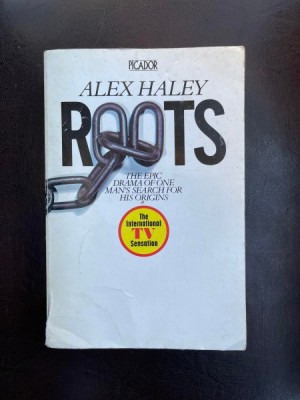 PICADOR
ALEX HALEY
ROOTS
THE EPIC
DRAMA OF ONE
MAN'S SEARCH FOR
HIS ORIGINS
The
International
TV
Sensation